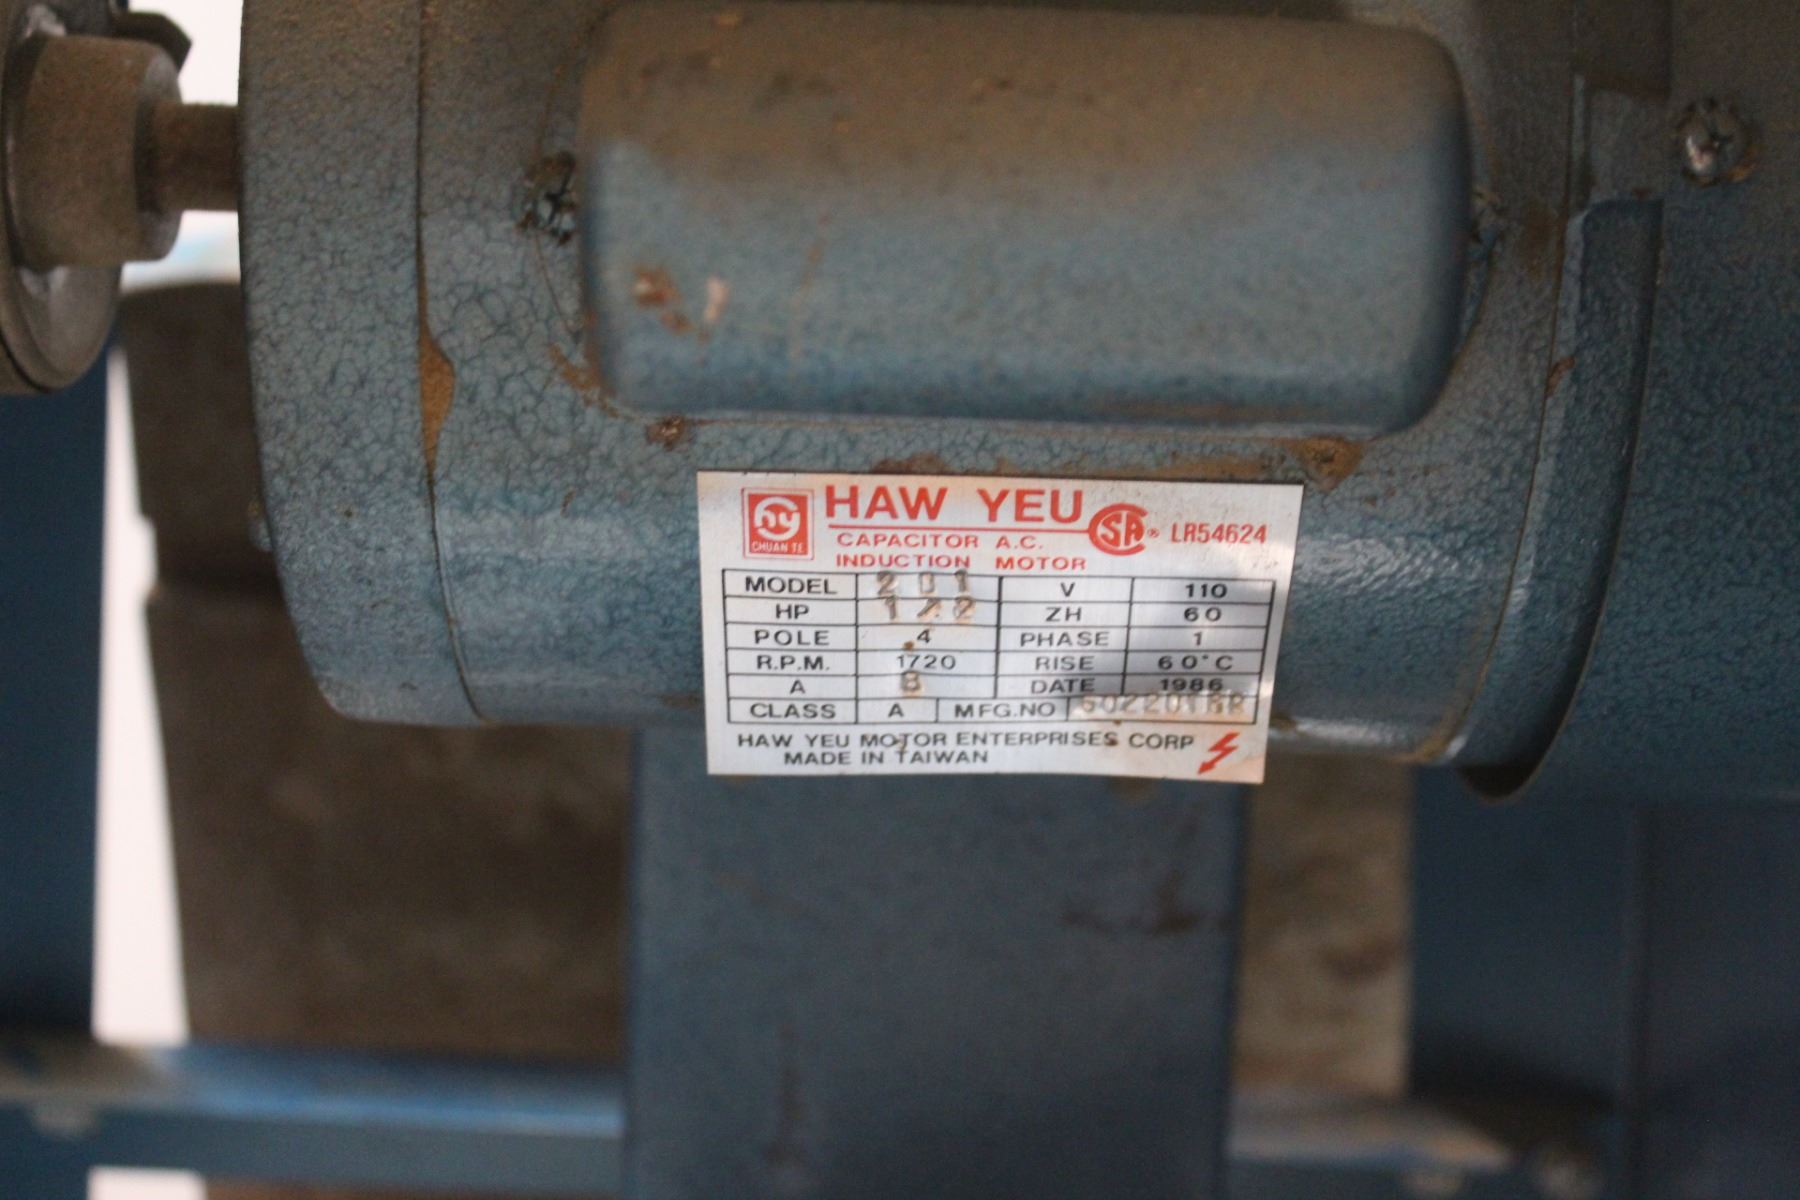 HAW YEU
CHUAN TE
SA ® LR54624
CAPACITOR A.C.
INDUCTION MOTOR
MODEL 201 V 110
HP 1/2 ZH 60
POLE 4 PHASE 1
R.P.M. 1720 RISE 60°C
A 8 DATE 1986
CLASS A MFG.NO
HAW YEU MOTOR ENTERPRISES CORP
MADE IN TAIWAN